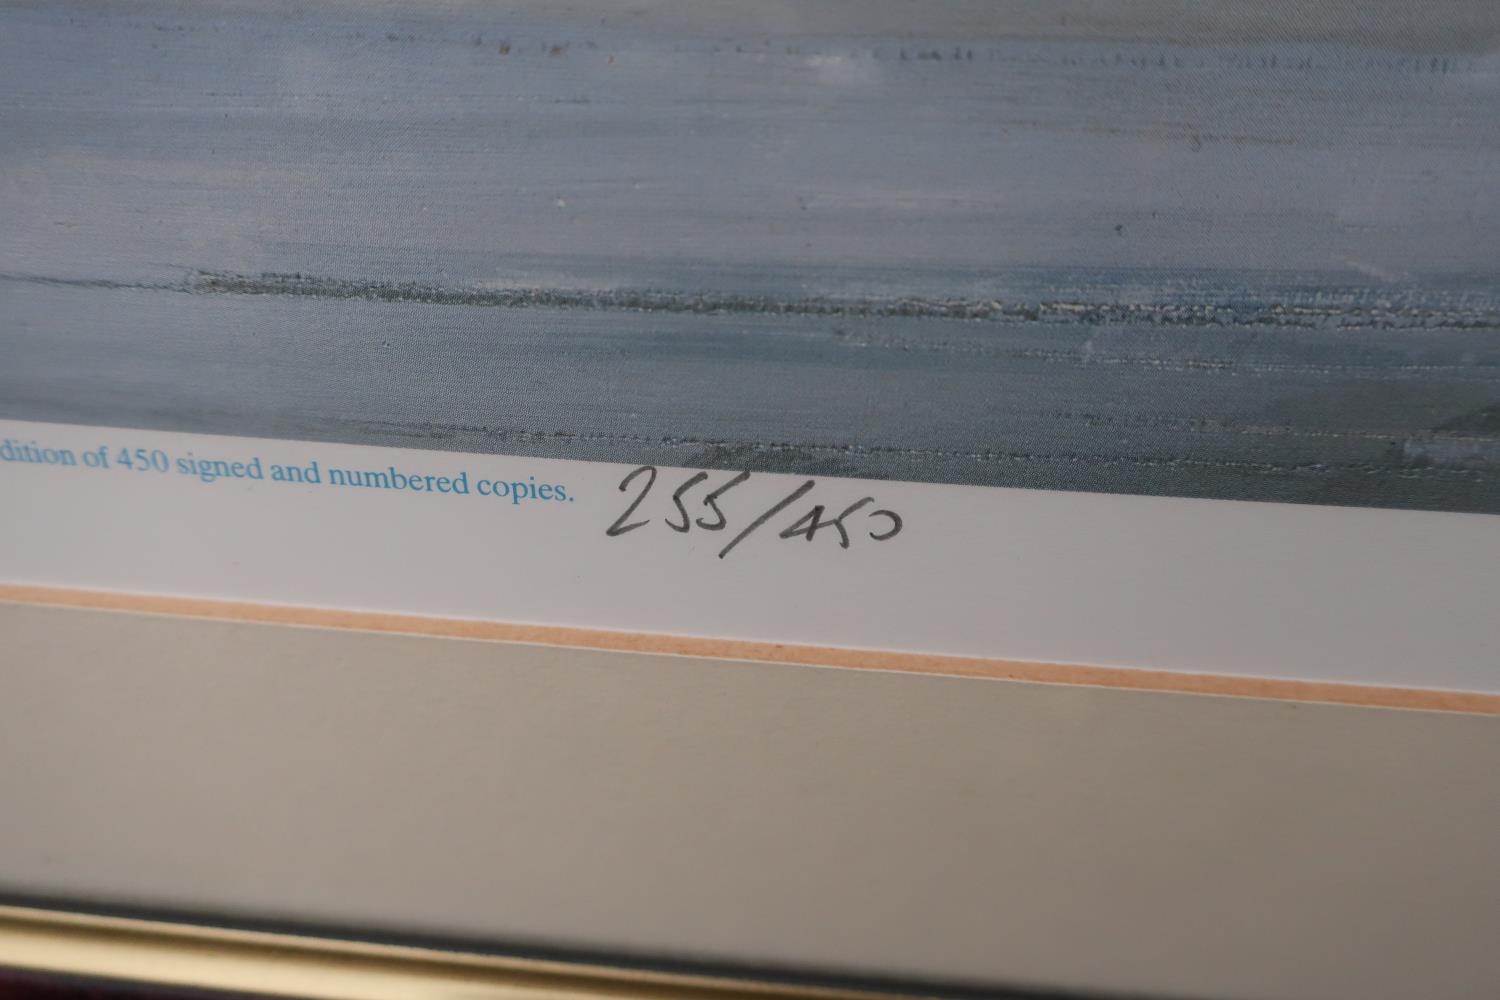 dition of 450 signed and numbered copies. 255/450